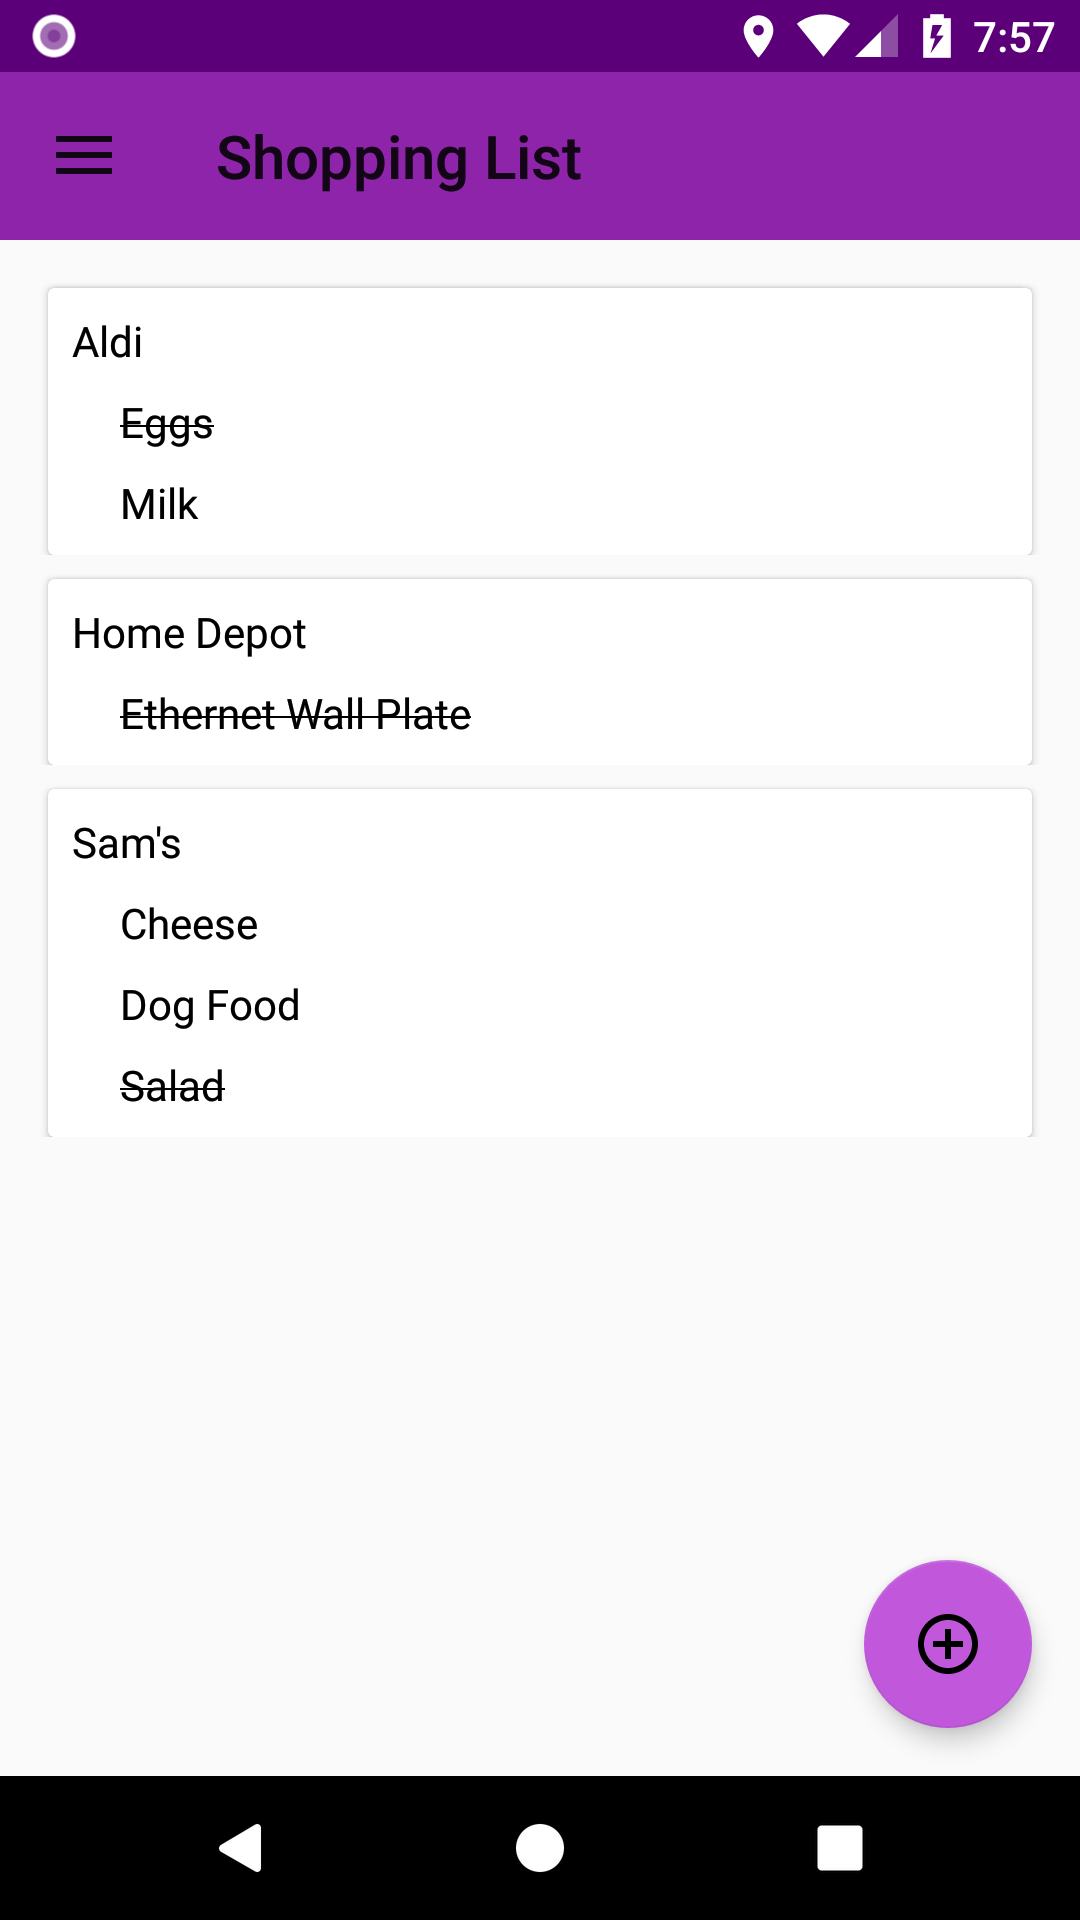 7:57
Shopping List
Aldi
Eggs
Milk
Home Depot
Ethernet Wall Plate
Sam's
Cheese
Dog Food
Salad